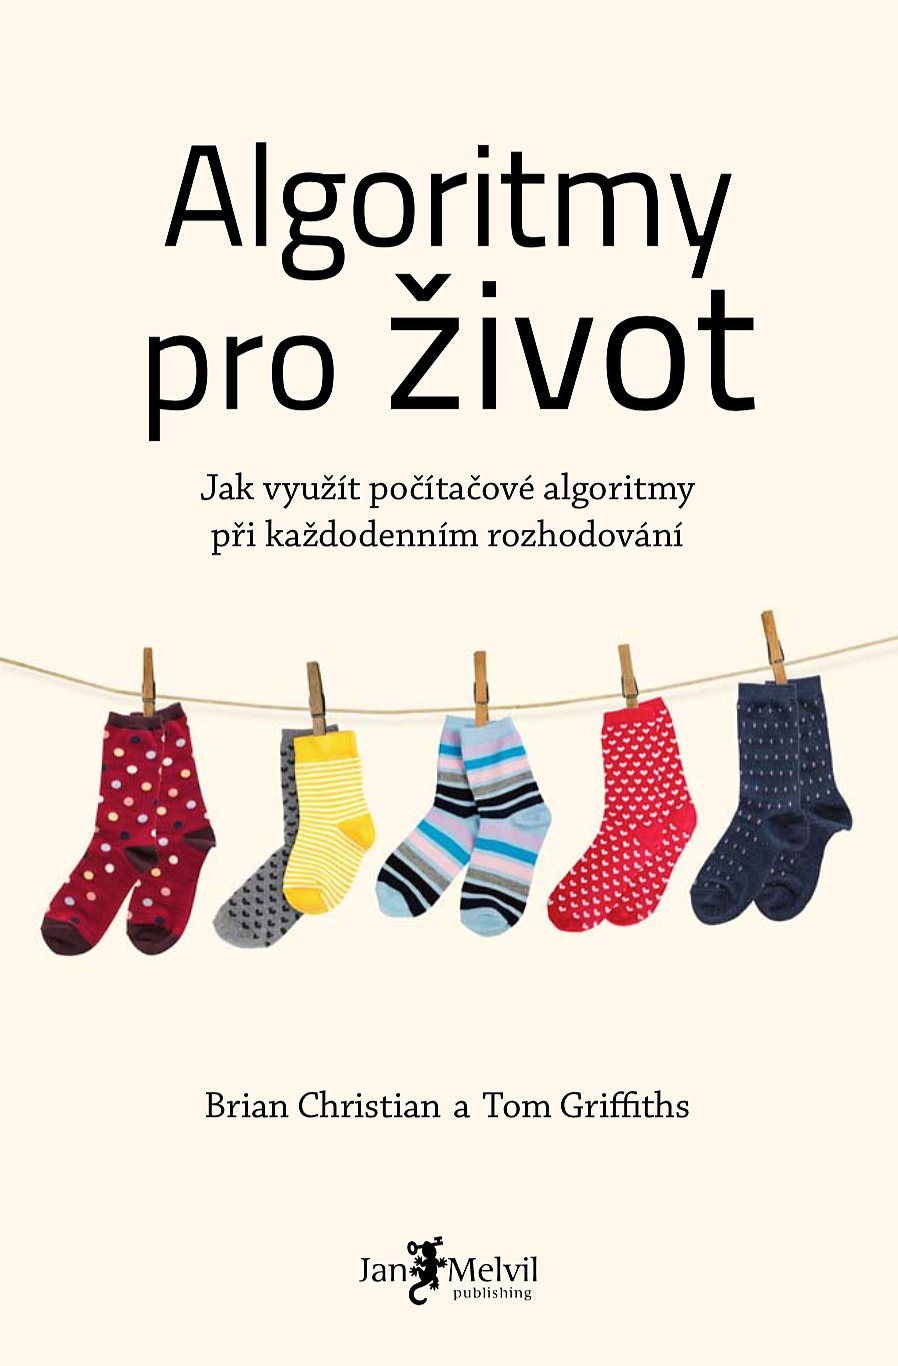 Algoritmy
pro život
Jak využít počítačové algoritmy
při každodenním rozhodování
Brian Christian a Tom Griffiths
Jan Melvil
publishing